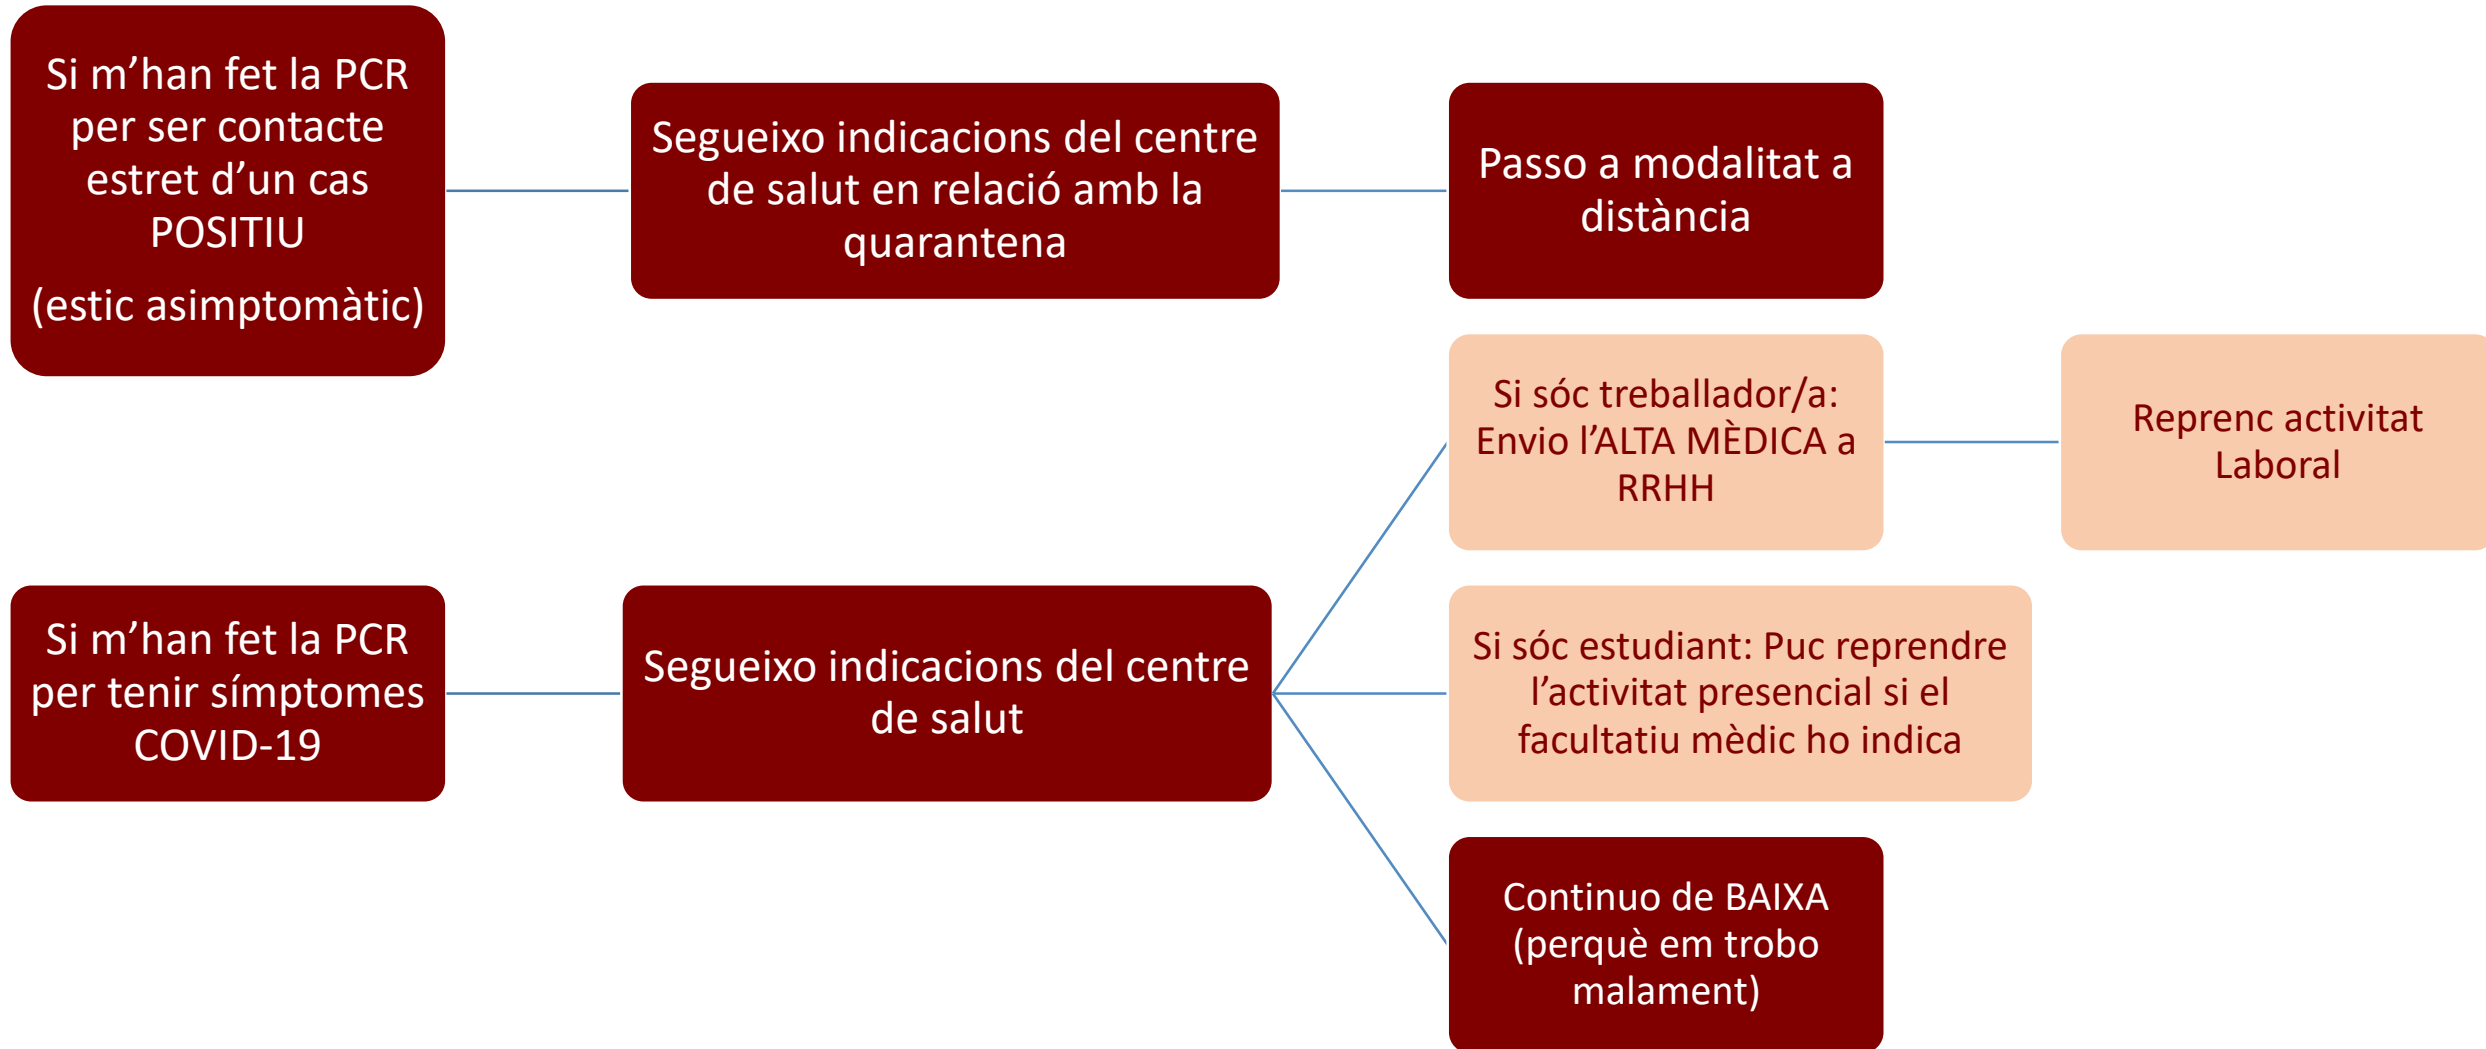 Si m’han fet la PCR
per ser contacte
estret d’un cas
POSITIU
(estic asimptomàtic)
Segueixo indicacions del centre
de salut en relació amb la
quarantena
Passo a modalitat a
distància
Si sóc treballador/a:
Envio l’ALTA MÈDICA a
RRHH
Reprenc activitat
Laboral
Si m’han fet la PCR
per tenir símptomes
COVID-19
Segueixo indicacions del centre
de salut
Si sóc estudiant: Puc reprendre
l’activitat presencial si el
facultatiu mèdic ho indica
Continuo de BAIXA
(perquè em trobo
malament)